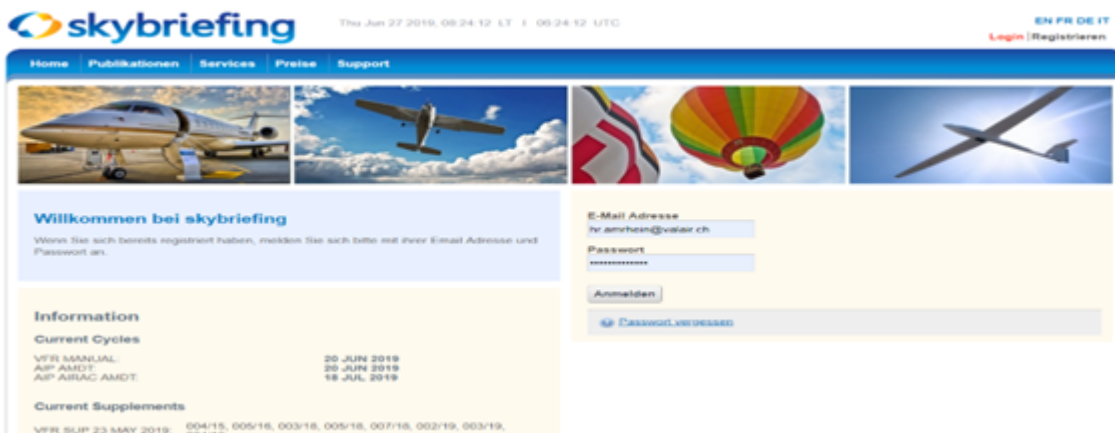 skybriefing
Thu Jun 27 2019, 08:24:12 LT I 06:24:12 UTC
EN FR DE IT
Login | Registrieren
Home Publikationen Services Preise Support
Willkommen bei skybriefing
Wenn Sie sich bereits registriert haben, melden Sie sich bitte mit ihrer Email Adresse und
Passwort an.
E-Mail Adresse
hr.amrhein@valair.ch
Passwort
Anmelden
Passwort vergessen
Information
Current Cycles
VFR MANUAL: 20 JUN 2019
AIP AMDT: 20 JUN 2019
AIP AIRAC AMDT: 18 JUL 2019
Current Supplements
VFR SUP 23 MAY 2019: 004/15, 005/16, 003/18, 005/18, 007/18, 002/19, 003/19,